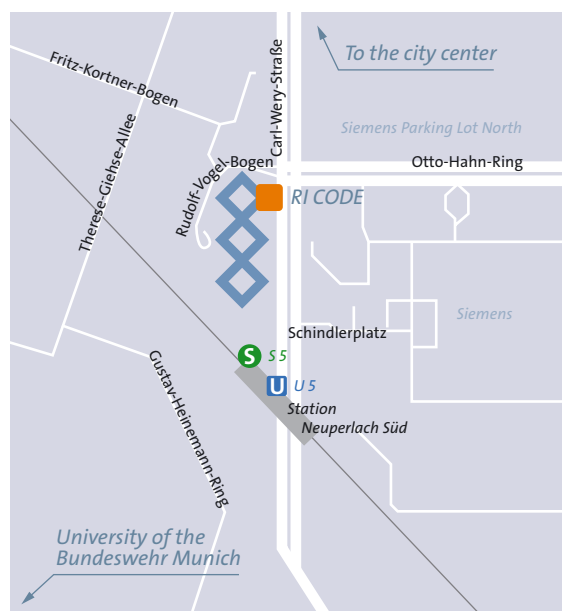 To the city center
Fritz-Kortner-Bogen
Carl-Wery-Straße
Therese-Giehse-Allee
Siemens Parking Lot North
Rudolf-Vogel-Bogen
Otto-Hahn-Ring
RI CODE
Siemens
Schindlerplatz
S S 5
U U 5
Station
Neuperlach Süd
Gustav-Heinemann-Ring
University of the
Bundeswehr Munich